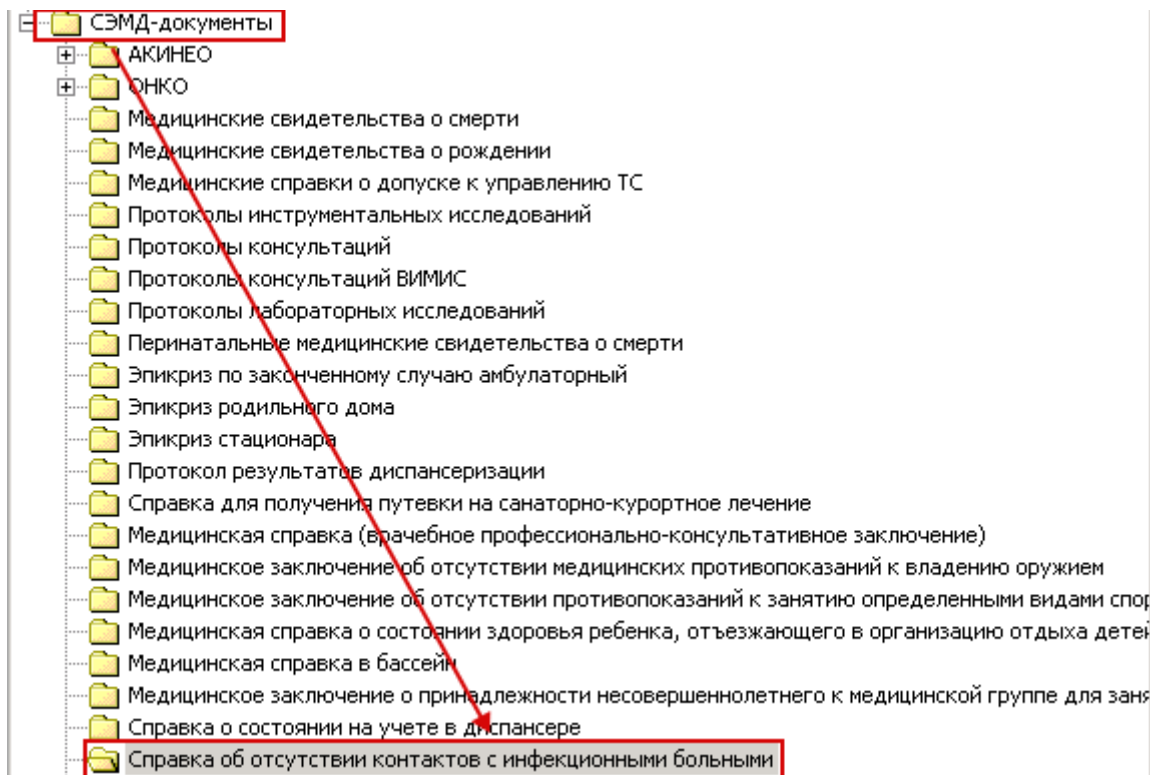 СЭМД-документы
АКИНЕО
ОНКО
Медицинские свидетельства о смерти
Медицинские свидетельства о рождении
Медицинские справки о допуске к управлению ТС
Протоколы инструментальных исследований
Протоколы консультаций
Протоколы консультаций ВИМИС
Протоколы лабораторных исследований
Перинатальные медицинские свидетельства о смерти
Эпикриз по законченному случаю амбулаторный
Эпикриз родильного дома
Эпикриз стационара
Протокол результатов диспансеризации
Справка для получения путевки на санаторно-курортное лечение
Медицинская справка (врачебное профессионально-консультативное заключение)
Медицинское заключение об отсутствии медицинских противопоказаний к владению оружием
Медицинское заключение об отсутствии противопоказаний к занятию определенными видами спор
Медицинская справка о состоянии здоровья ребенка, отъезжающего в организацию отдыха детей
Медицинская справка в бассейн
Медицинское заключение о принадлежности несовершеннолетнего к медицинской группе для заня
Справка о состоянии на учете в диспансере
Справка об отсутствии контактов с инфекционными больными